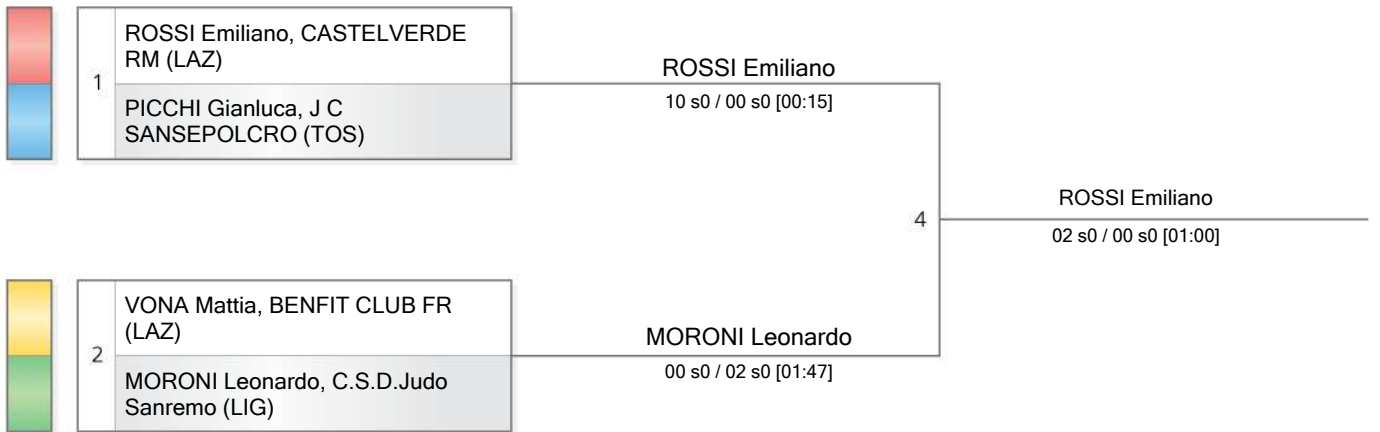 ROSSI Emiliano, CASTELVERDE
RM (LAZ)
1
PICCHI Gianluca, J C
SANSEPOLCRO (TOS)
ROSSI Emiliano
10 s0 / 00 s0 [00:15]
4
ROSSI Emiliano
02 s0 / 00 s0 [01:00]
VONA Mattia, BENFIT CLUB FR
(LAZ)
2
MORONI Leonardo, C.S.D.Judo
Sanremo (LIG)
MORONI Leonardo
00 s0 / 02 s0 [01:47]